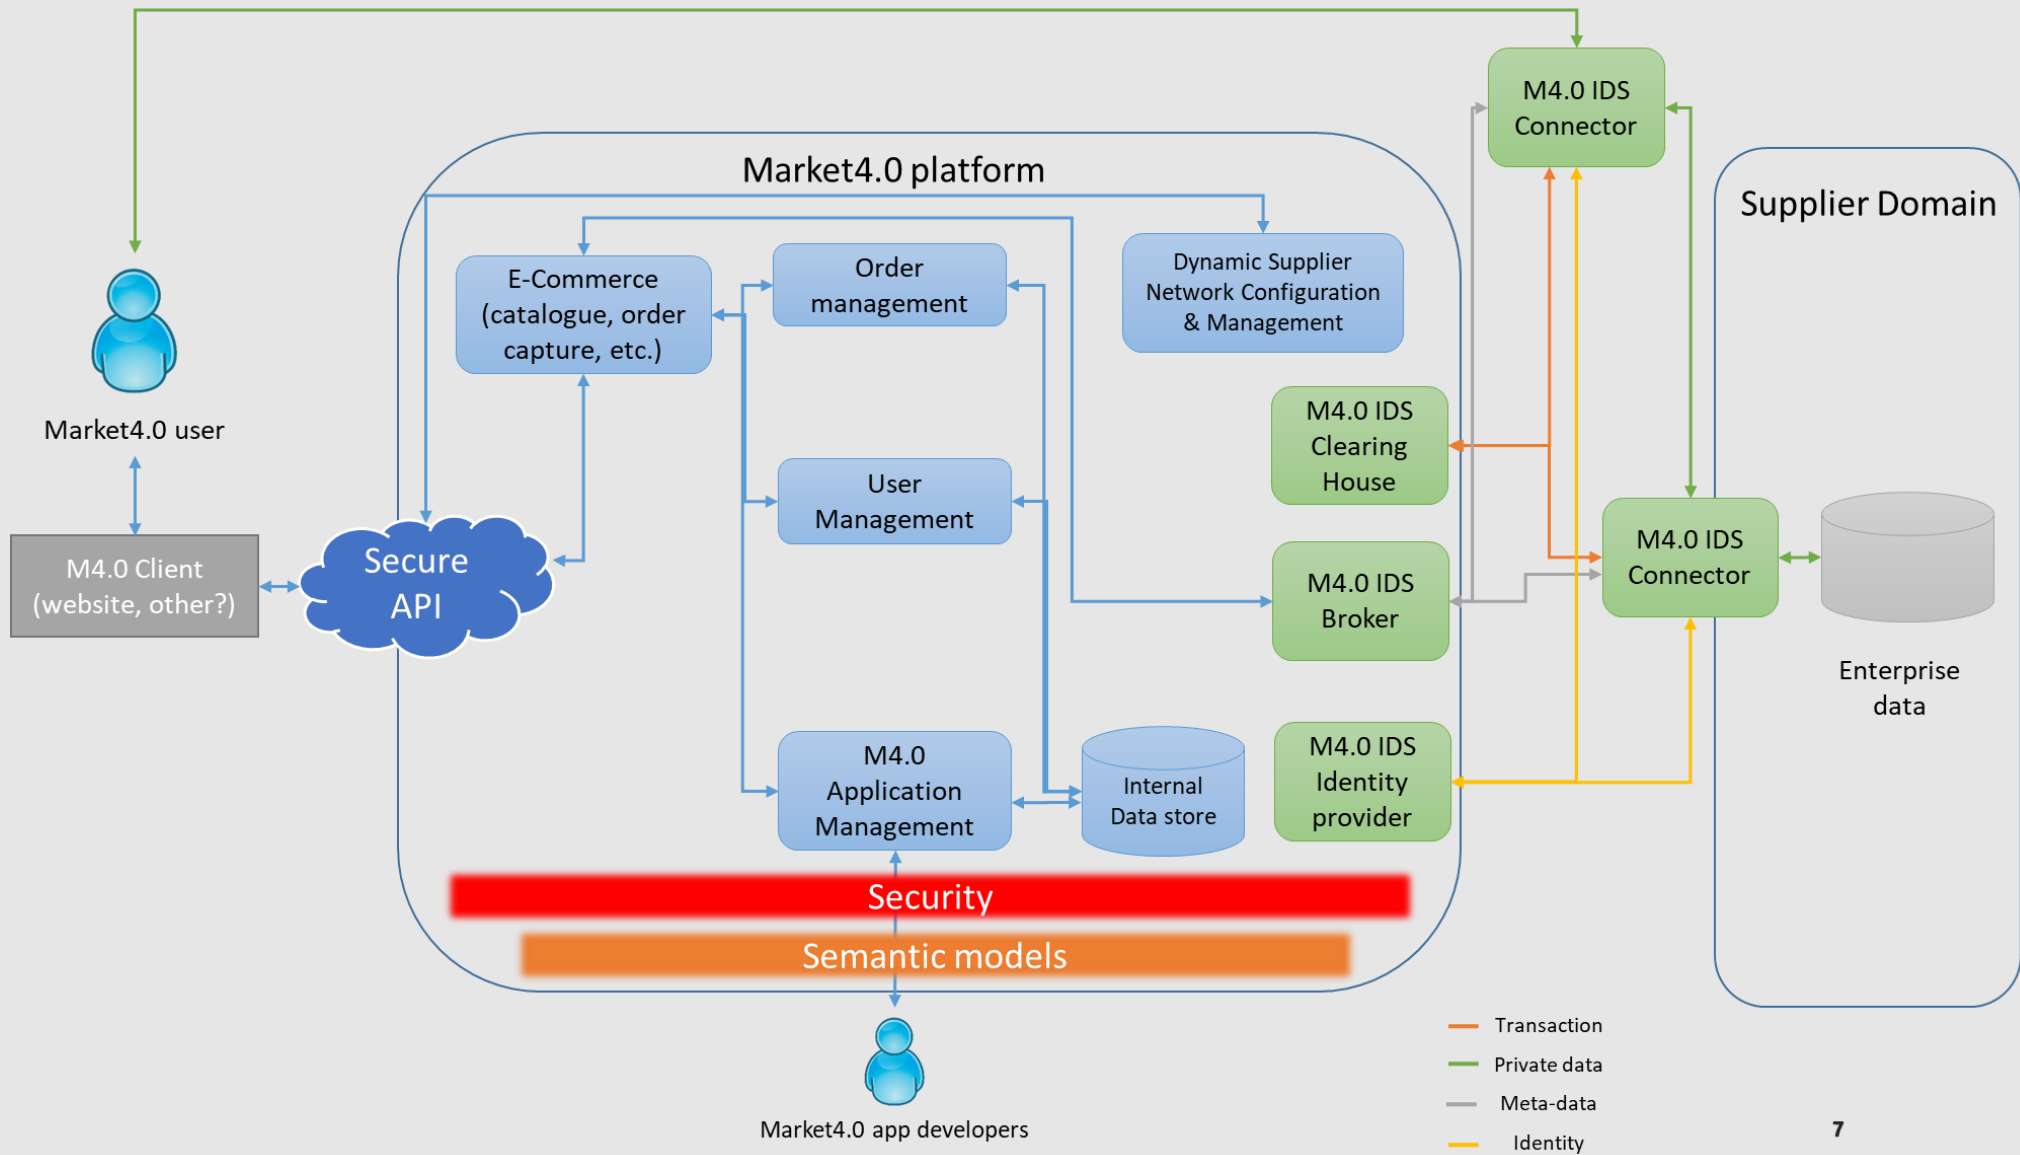 M4.0 IDS
Connector
Market4.0 platform
Supplier Domain
E-Commerce
(catalogue, order
capture, etc.)
Order
management
Dynamic Supplier
Network Configuration
& Management
Market4.0 user
M4.0 IDS
Clearing
House
User
Management
M4.0 Client
(website, other?)
Secure
API
M4.0 IDS
Broker
M4.0 IDS
Connector
Enterprise
data
M4.0
Application
Management
Internal
Data store
M4.0 IDS
Identity
provider
Security
Semantic models
Market4.0 app developers
Transaction
Private data
Meta-data
Identity
7